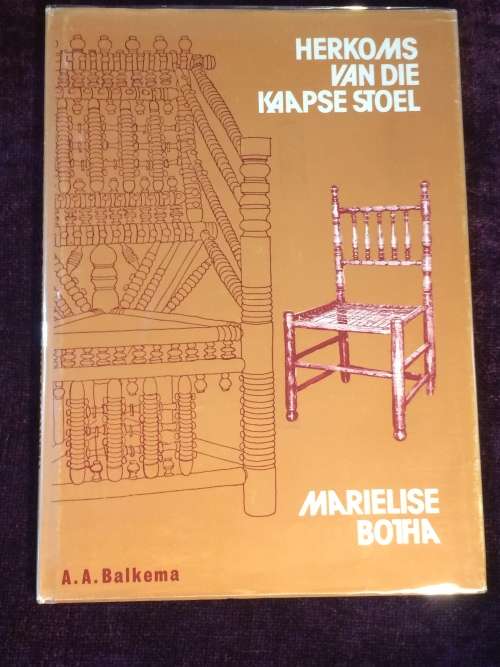 HERKOMS
VAN DIE
KAAPSE STOEL
MARIELISE
BOTHA
A.A.Balkema